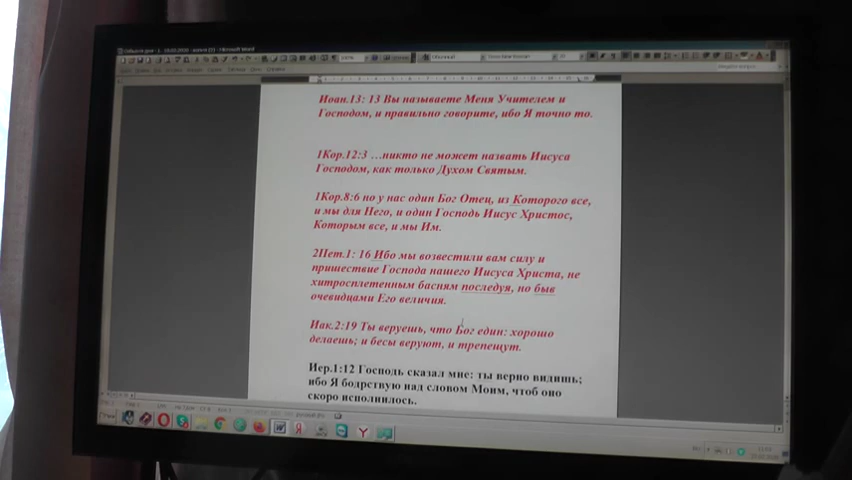 Иоан.13: 13 Вы называете Меня Учителем и
Господом, и правильно говорите, ибо Я точно то.
1Кор.12:3 …никто не может назвать Иисуса
Господом, как только Духом Святым.
1Кор.8:6 но у нас один Бог Отец, из Которого все,
и мы для Него, и один Господь Иисус Христос,
Которым все, и мы Им.
2Пет.1: 16 Ибо мы возвестили вам силу и
пришествие Господа нашего Иисуса Христа, не
хитросплетенным басням последуя, но быв
очевидцами Его величия.
Иак.2:19 Ты веруешь, что Бог един: хорошо
делаешь; и бесы веруют, и трепещут.
Иер.1:12 Господь сказал мне: ты верно видишь;
ибо Я бодрствую над словом Моим, чтоб оно
скоро исполнилось.